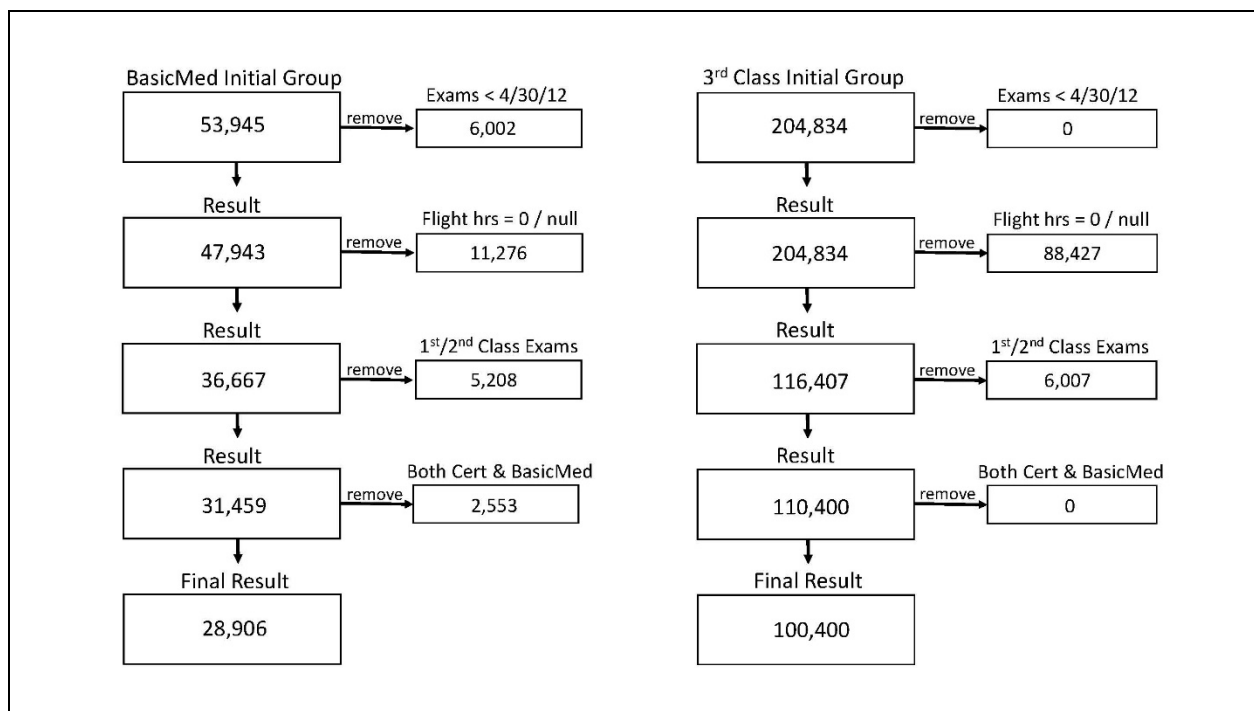 BasicMed Initial Group
53,945
remove
Exams < 4/30/12
6,002
Result
47,943
remove
Flight hrs = 0 / null
11,276
Result
36,667
remove
1st/2nd Class Exams
5,208
Result
31,459
remove
Both Cert & BasicMed
2,553
Final Result
28,906
3rd Class Initial Group
204,834
remove
Exams < 4/30/12
0
Result
204,834
remove
Flight hrs = 0 / null
88,427
Result
116,407
remove
1st/2nd Class Exams
6,007
Result
110,400
remove
Both Cert & BasicMed
0
Final Result
100,400